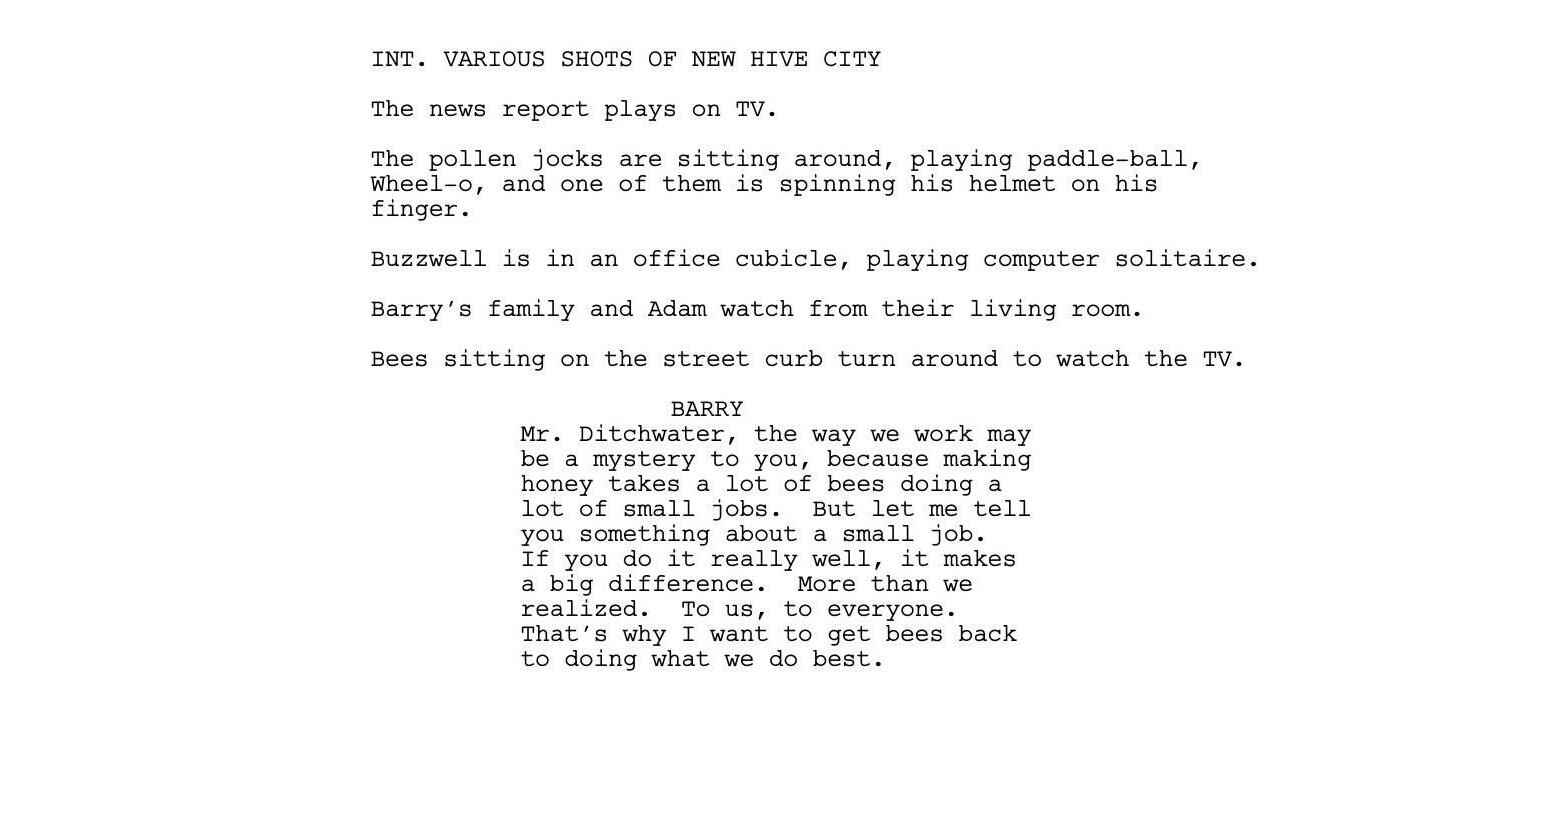 INT. VARIOUS SHOTS OF NEW HIVE CITY
The news report plays on TV.
The pollen jocks are sitting around, playing paddle-ball,
Wheel-o, and one of them is spinning his helmet on his
finger.
Buzzwell is in an office cubicle, playing computer solitaire.
Barry’s family and Adam watch from their living room.
Bees sitting on the street curb turn around to watch the TV.
BARRY
Mr. Ditchwater, the way we work may
be a mystery to you, because making
honey takes a lot of bees doing a
lot of small jobs.  But let me tell
you something about a small job.
If you do it really well, it makes
a big difference.  More than we
realized.  To us, to everyone.
That’s why I want to get bees back
to doing what we do best.